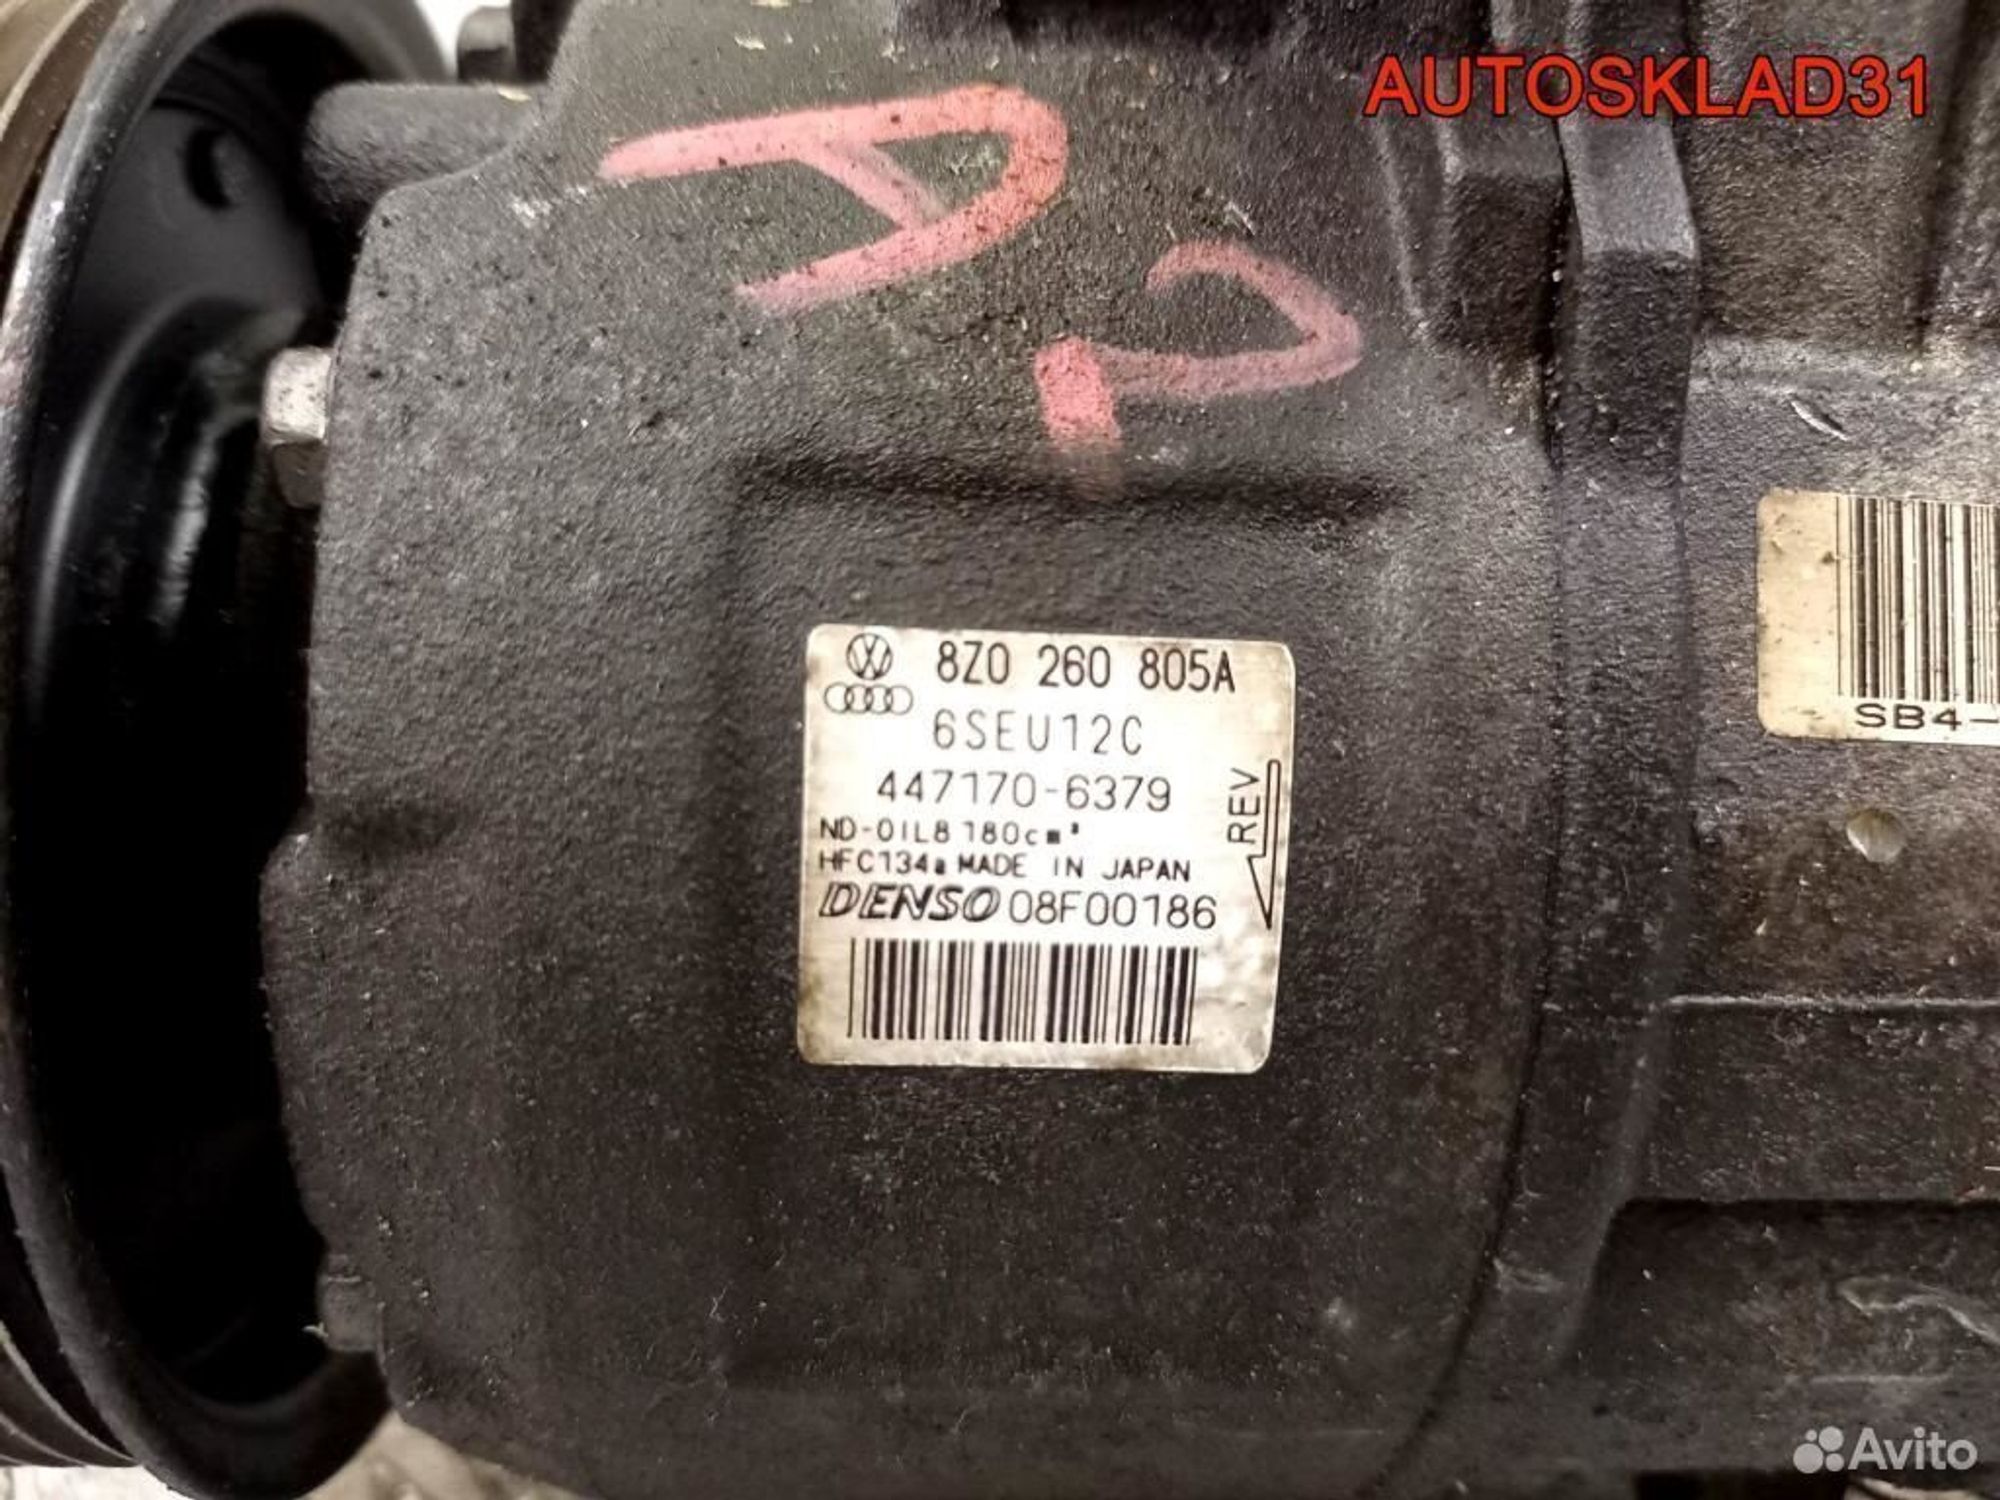 AUTOSKLAD31
A2
8Z0 260 805A
6SEU12C
447170-6379
ND-OIL8 180cm³
HFC134a MADE IN JAPAN
DENSO 08F00186
REV
SB4-
Avito